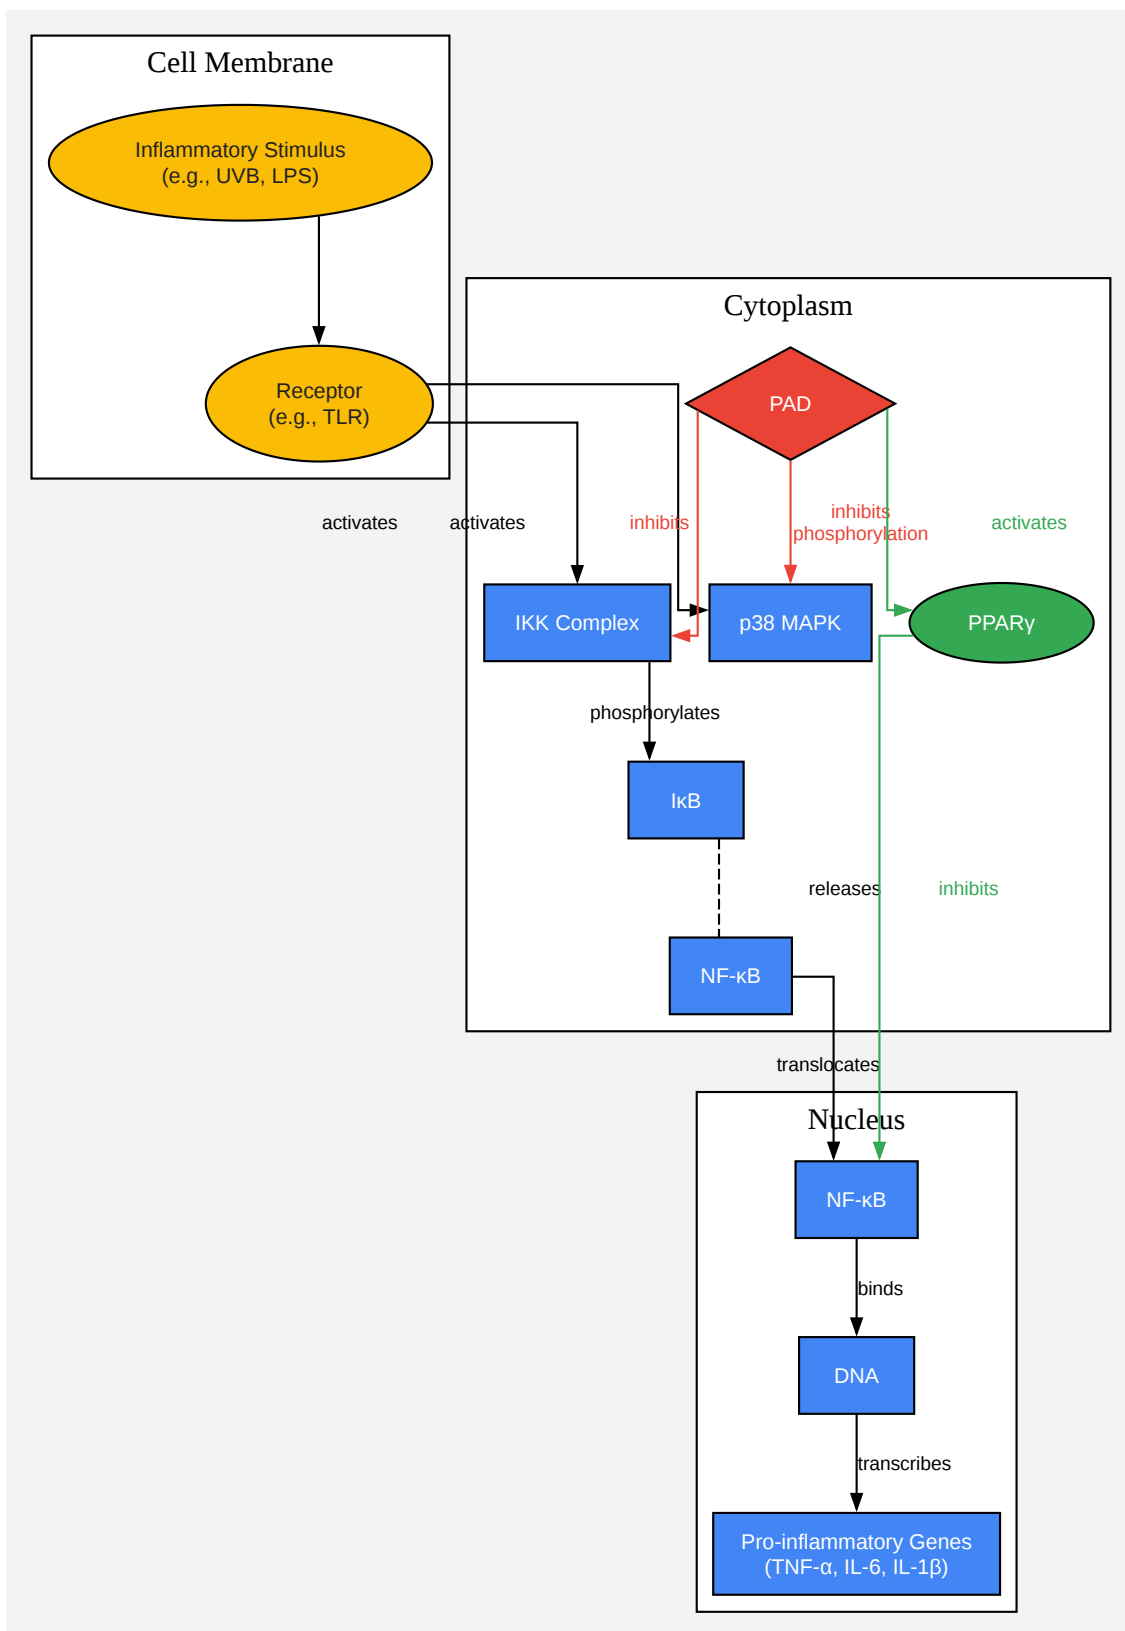 Cell Membrane
Inflammatory Stimulus
(e.g., UVB, LPS)
Receptor
(e.g., TLR)
Cytoplasm
PAD
activates
activates
inhibits
inhibits
phosphorylation
activates
IKK Complex
p38 MAPK
PPARγ
phosphorylates
IκB
releases
inhibits
NF-κB
translocates
Nucleus
NF-κB
binds
DNA
transcribes
Pro-inflammatory Genes
(TNF-α, IL-6, IL-1β)